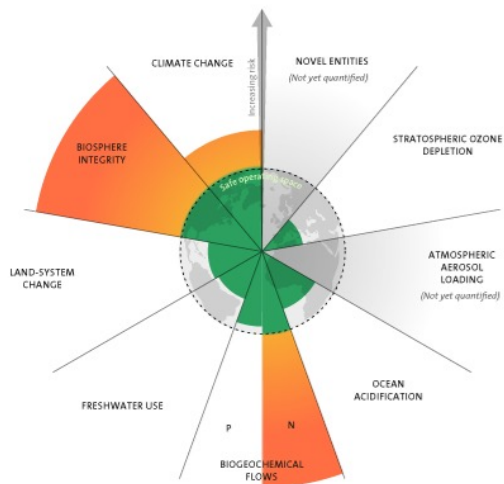 CLIMATE CHANGE
Increasing risk
NOVEL ENTITIES
(Not yet quantified)
STRATOSPHERIC OZONE
DEPLETION
BIOSPHERE
INTEGRITY
Safe operating space
ATMOSPHERIC
AEROSOL
LOADING
(Not yet quantified)
LAND-SYSTEM
CHANGE
OCEAN
ACIDIFICATION
FRESHWATER USE
P
N
BIOGEOCHEMICAL
FLOWS